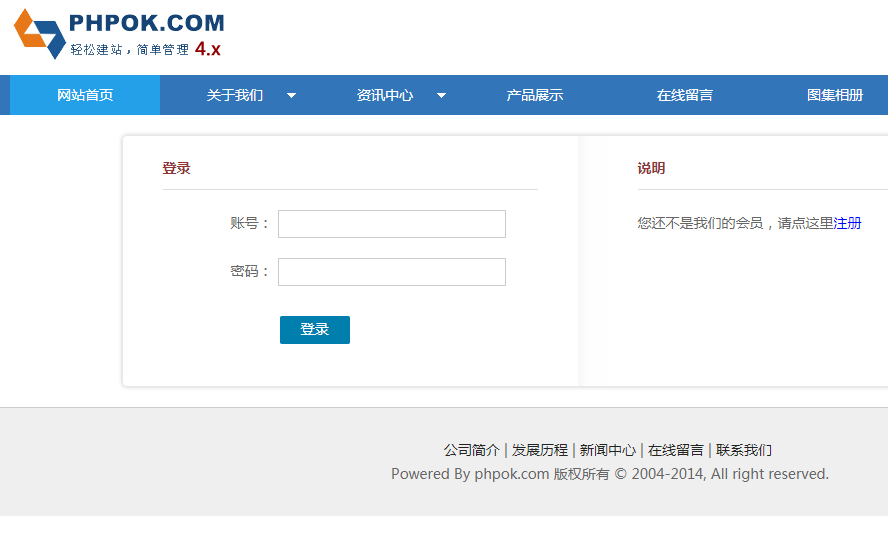 PHPOK.COM
轻松建站，简单管理 4.x
网站首页 关于我们 资讯中心 产品展示 在线留言 图集相册
登录
账号：
密码：
登录
说明
您还不是我们的会员，请点这里注册
公司简介 | 发展历程 | 新闻中心 | 在线留言 | 联系我们
Powered By phpok.com 版权所有 © 2004-2014, All right reserved.